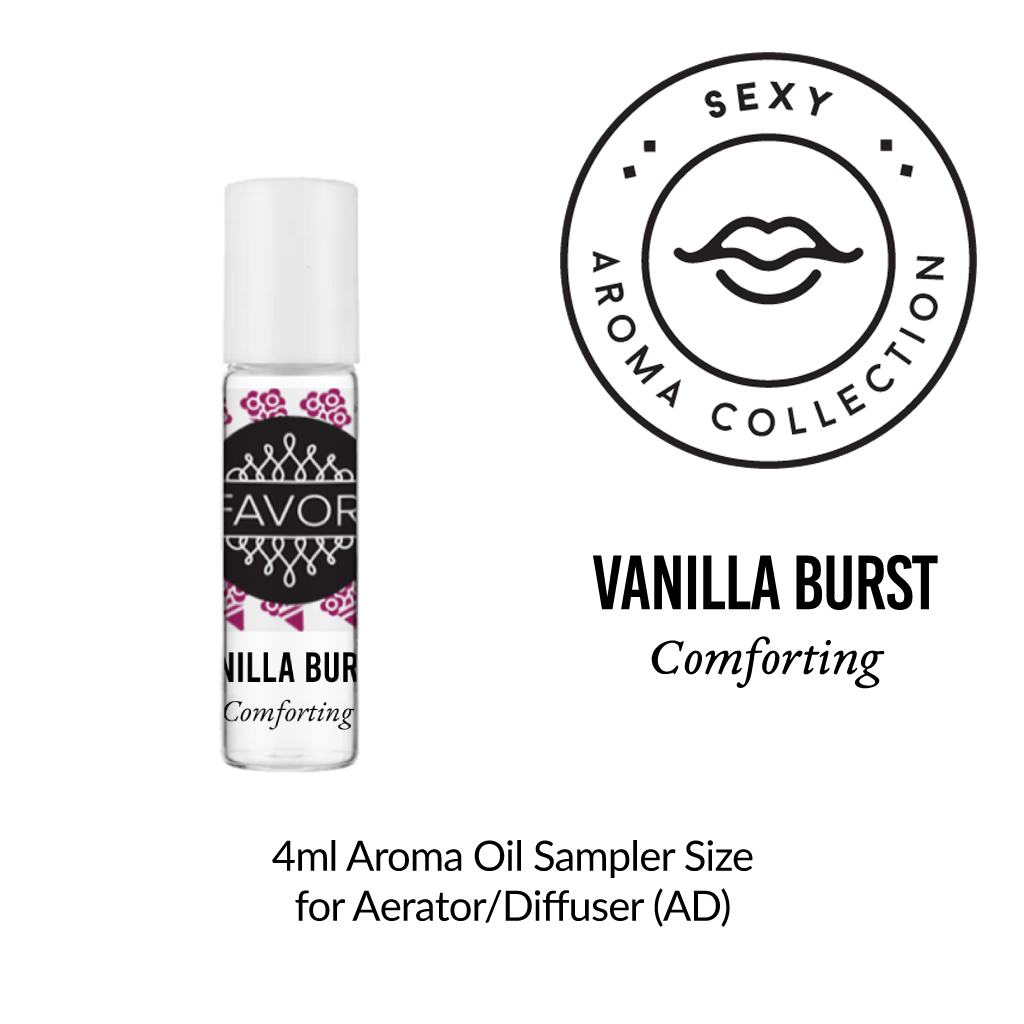 SEXY
AROMA COLLECTION
FAVOR
NILLA BUR
Comforting
VANILLA BURST
Comforting
4ml Aroma Oil Sampler Size
for Aerator/Diffuser (AD)